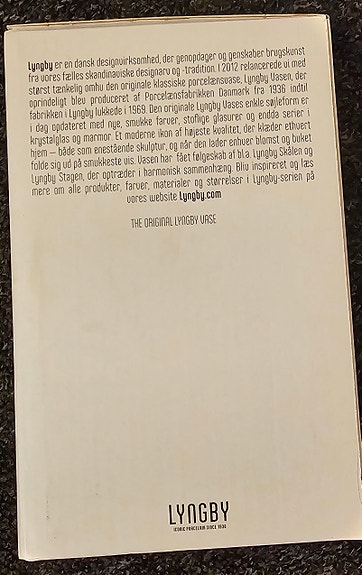 Lyngby er en dansk designvirksomhed, der genopdager og genskaber brugskunst
fra vores fælles skandinaviske designarv og -tradition. I 2012 relancerede vi med
størst tænkelig omhu den originale klassiske porcelænsvase, Lyngby Vasen, der
oprindeligt blev produceret af Porcelænsfabrikken Danmark fra 1936 indtil
fabrikken i Lyngby lukkede i 1969. Den originale Lyngby Vases enkle søjleform er
i dag opdateret med nye, smukke farver, stoflige glasurer og endda serier i
krystalglas og marmor. Et moderne ikon af højeste kvalitet, der klæder ethvert
hjem – både som enestående skulptur, og når den lader enhver blomst og buket
folde sig ud på smukkeste vis. Vasen har fået følgeskab af bl.a. Lyngby Skålen og
Lyngby Stagen, der optræder i harmonisk sammenhæng. Bliv inspireret og læs
mere om alle produkter, farver, materialer og størrelser i Lyngby-serien på
vores website Lyngby.com
THE ORIGINAL LYNGBY VASE
LYNGBY
ICONIC PORCELAIN SINCE 1936